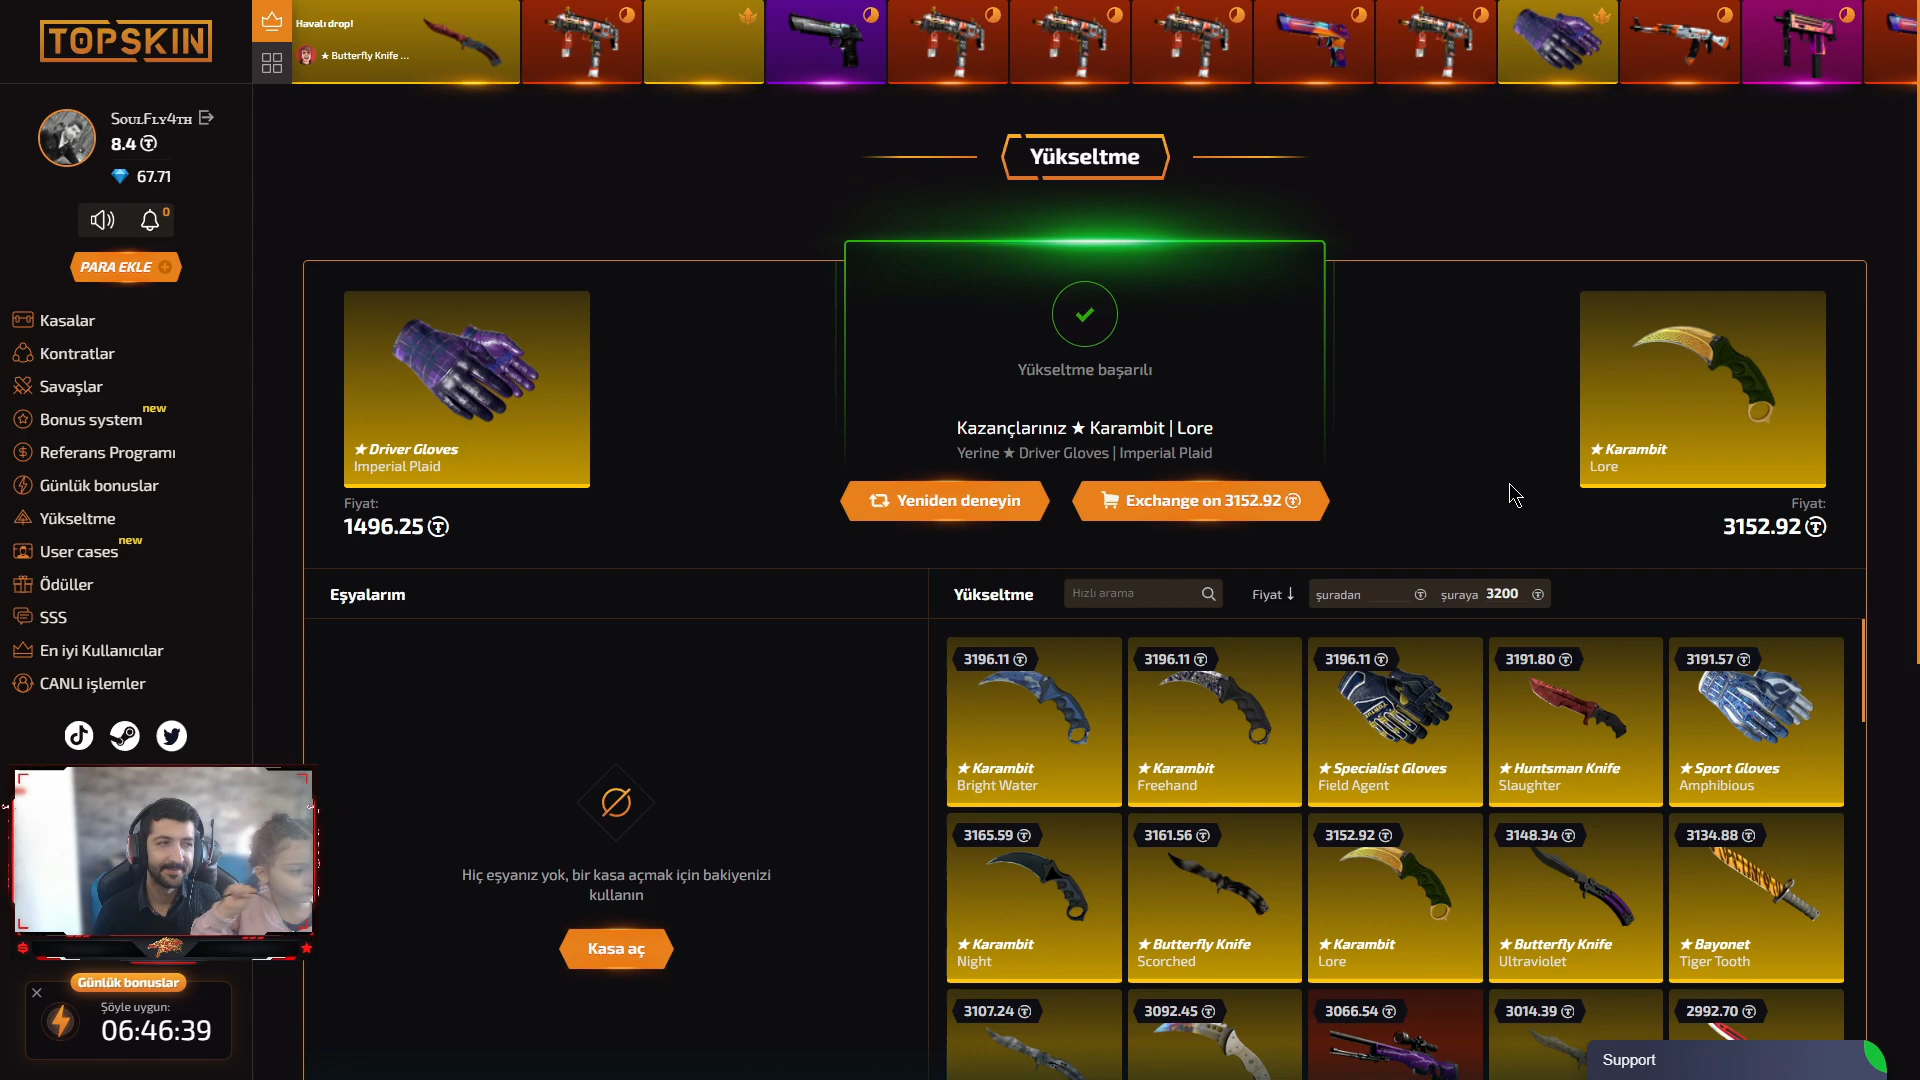 TOPSKIN
Havalı drop!
★ Butterfly Knife ...
SoulFly4th
8.4
67.71
0
PARA EKLE
Kasalar
Kontratlar
Savaşlar
Bonus system new
Referans Programı
Günlük bonuslar
Yükseltme
User cases new
Ödüller
SSS
En iyi Kullanıcılar
CANLI işlemler
Günlük bonuslar
Şöyle uygun:
06:46:39
Yükseltme
★ Driver Gloves
Imperial Plaid
Fiyat:
1496.25
Yükseltme başarılı
Kazançlarınız ★ Karambit | Lore
Yerine ★ Driver Gloves | Imperial Plaid
Yeniden deneyin
Exchange on 3152.92
★ Karambit
Lore
Fiyat:
3152.92
Eşyalarım
Hiç eşyanız yok, bir kasa açmak için bakiyenizi
kullanın
Kasa aç
Yükseltme
Hızlı arama
Fiyat ↓
şuradan
şuraya 3200
3196.11
★ Karambit
Bright Water
3196.11
★ Karambit
Freehand
3196.11
★ Specialist Gloves
Field Agent
3191.80
★ Huntsman Knife
Slaughter
3191.57
★ Sport Gloves
Amphibious
3165.59
★ Karambit
Night
3161.56
★ Butterfly Knife
Scorched
3152.92
★ Karambit
Lore
3148.34
★ Butterfly Knife
Ultraviolet
3134.88
★ Bayonet
Tiger Tooth
3107.24
3092.45
3066.54
3014.39
2992.70
Support